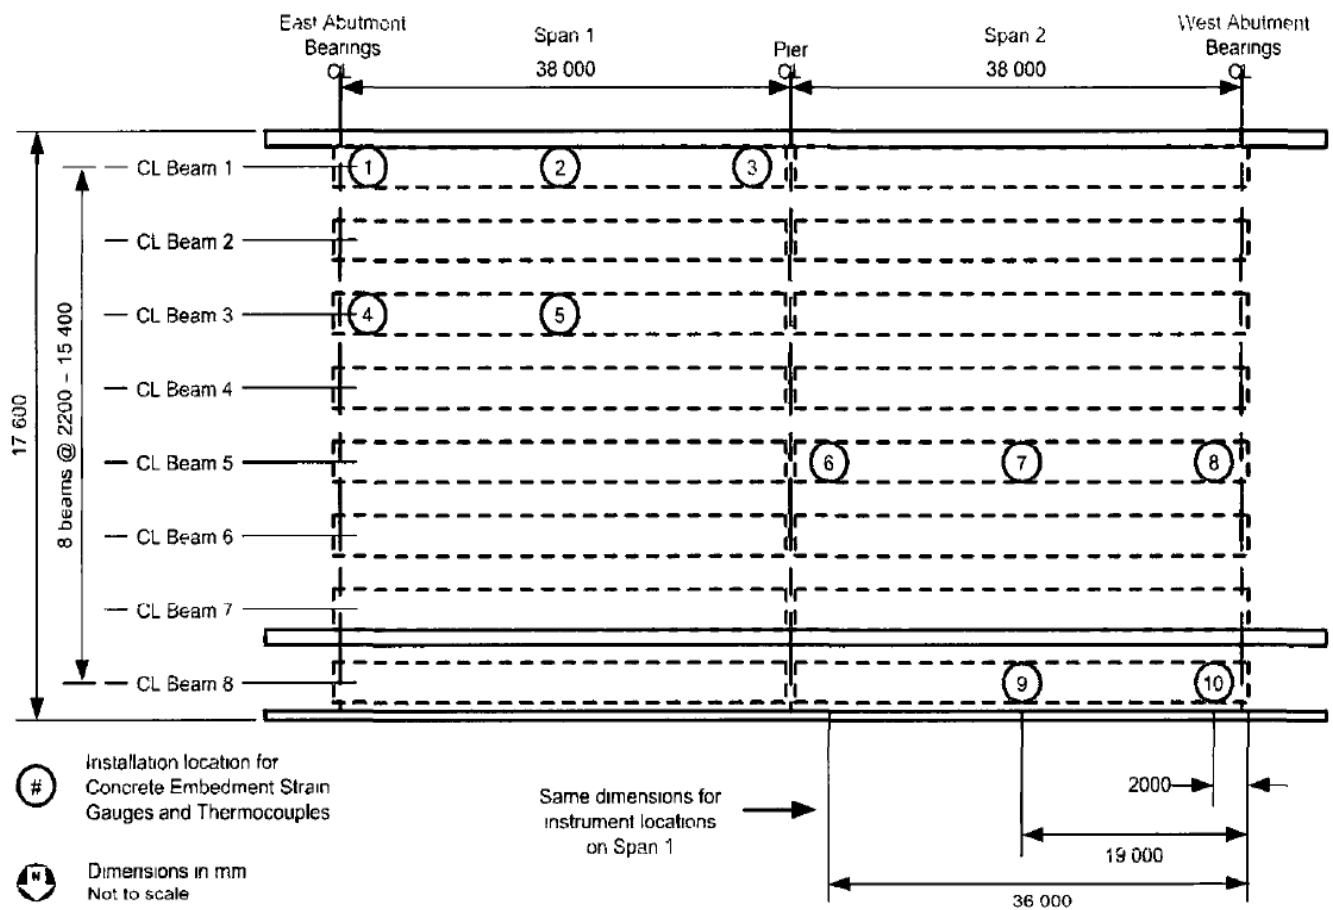 East Abutment
Bearings
CL
Span 1
38 000
Pier
CL
Span 2
38 000
West Abutment
Bearings
CL
CL Beam 1
1
2
3
CL Beam 2
CL Beam 3
4
5
CL Beam 4
CL Beam 5
6
7
8
CL Beam 6
CL Beam 7
CL Beam 8
9
10
17 600
8 beams @ 2200 – 15 400
#
Installation location for
Concrete Embedment Strain
Gauges and Thermocouples
N
Dimensions in mm
Not to scale
Same dimensions for
instrument locations
on Span 1
2000
19 000
36 000